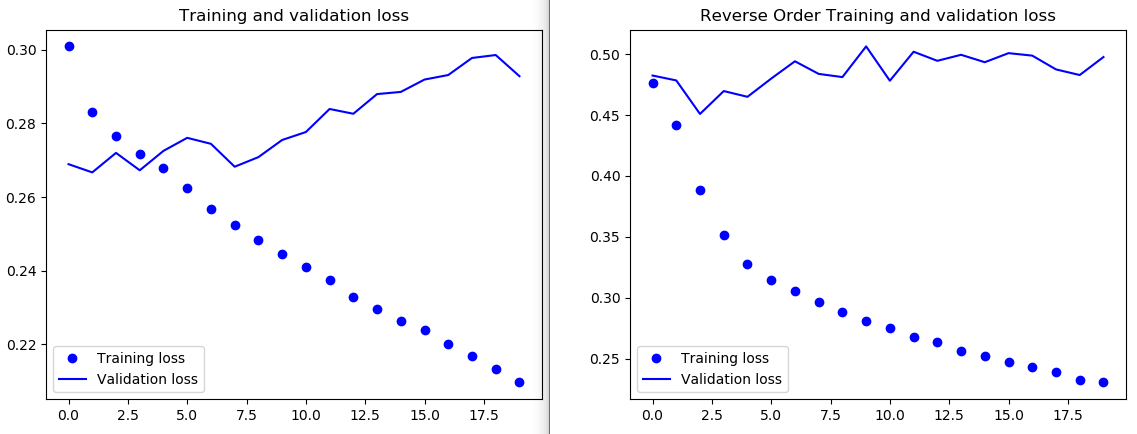 Training and validation loss
0.30
0.28
0.26
0.24
0.22
Training loss
Validation loss
0.0 2.5 5.0 7.5 10.0 12.5 15.0 17.5
Reverse Order Training and validation loss
0.50
0.45
0.40
0.35
0.30
0.25
Training loss
Validation loss
0.0 2.5 5.0 7.5 10.0 12.5 15.0 17.5